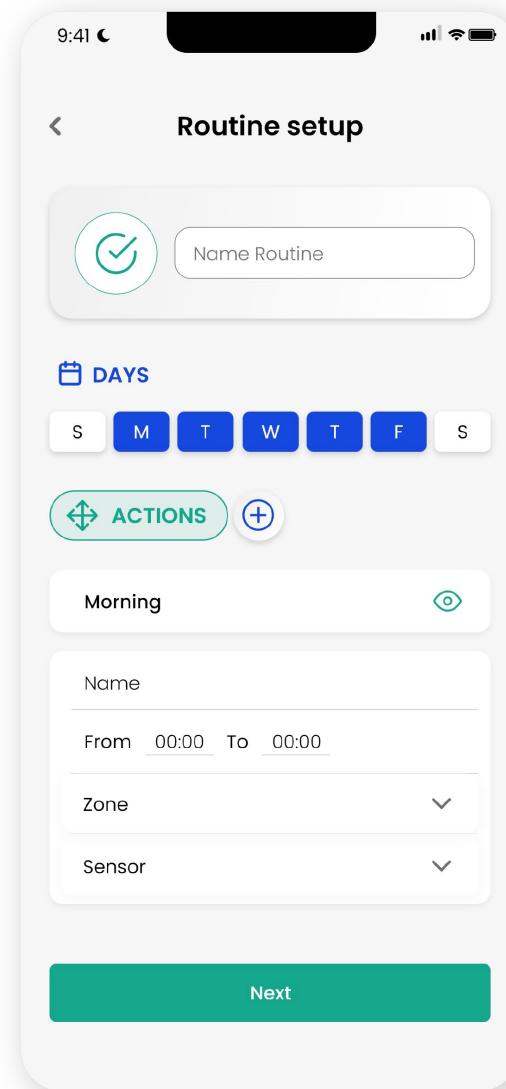 9:41
Routine setup
Name Routine
DAYS
S M T W T F S
ACTIONS
Morning
Name
From 00:00 To 00:00
Zone
Sensor
Next